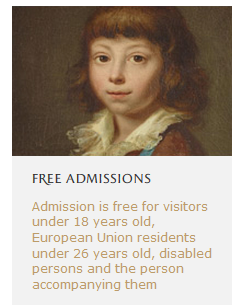 FREE ADMISSIONS
Admission is free for visitors
under 18 years old,
European Union residents
under 26 years old, disabled
persons and the person
accompanying them